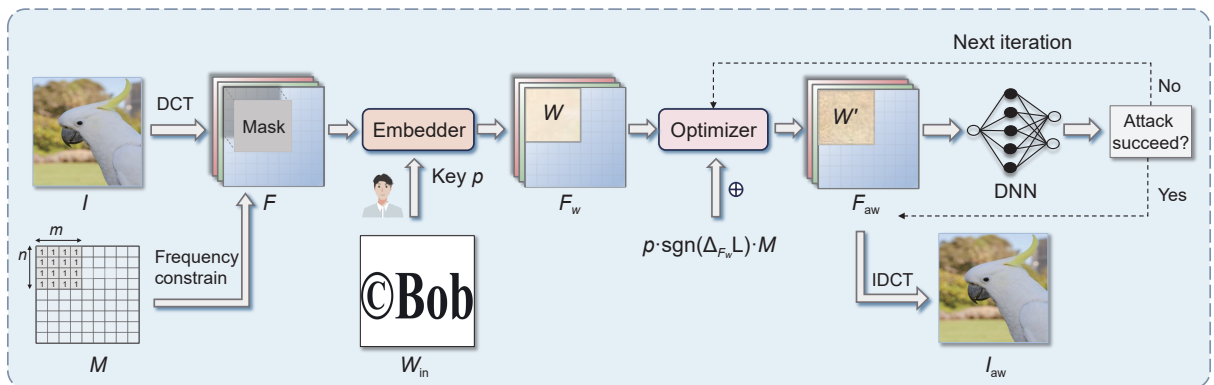 Next iteration
No
DCT
Mask
Embedder
W
Optimizer
W'
Attack
succeed?
Key p
DNN
Yes
I
F
F_w
F_aw
⊕
m
n
1 1 1 1
1 1 1 1
1 1 1 1
1 1 1 1
Frequency
constrain
©Bob
p·sgn(Δ_{F_w}L)·M
IDCT
M
W_in
I_aw